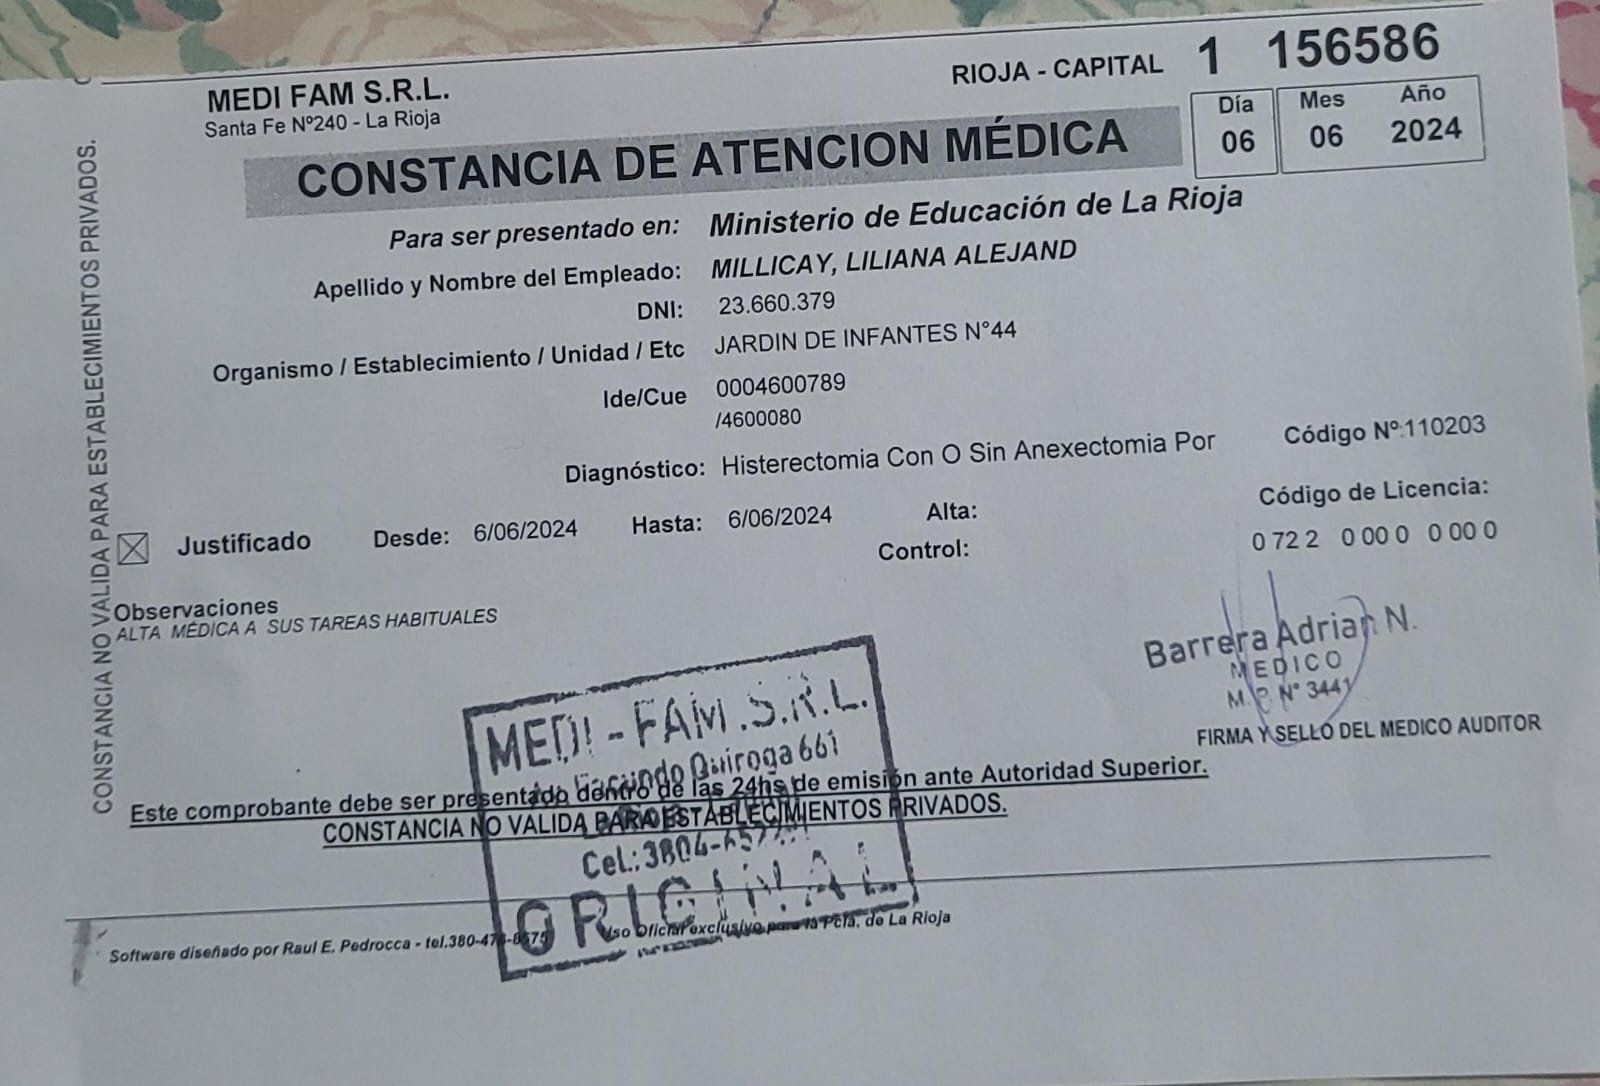 RIOJA - CAPITAL 1 156586
MEDI FAM S.R.L.
Santa Fe Nº240 - La Rioja
Día Mes Año
06 06 2024
CONSTANCIA DE ATENCION MÉDICA
Para ser presentado en: Ministerio de Educación de La Rioja
Apellido y Nombre del Empleado: MILLICAY, LILIANA ALEJAND
DNI: 23.660.379
Organismo / Establecimiento / Unidad / Etc JARDIN DE INFANTES N°44
Ide/Cue 0004600789
/4600080
Diagnóstico: Histerectomia Con O Sin Anexectomia Por Código Nº:110203
Código de Licencia:
Justificado Desde: 6/06/2024 Hasta: 6/06/2024 Alta:
Control:
0 72 2 0 00 0 0 00 0
Observaciones
ALTA MÉDICA A SUS TAREAS HABITUALES
Barrera Adrian N.
MEDICO
M.P. N° 3441
FIRMA Y SELLO DEL MEDICO AUDITOR
MEDI - FAM .S.R.L.
Facundo Quiroga 661
Cel.: 3804-
ORIGINAL
Este comprobante debe ser presentado dentro de las 24hs de emisión ante Autoridad Superior.
CONSTANCIA NO VALIDA PARA ESTABLECIMIENTOS PRIVADOS.
Software diseñado por Raul E. Pedrocca - tel.380-
Uso Oficial exclusivo para la Pcia. de La Rioja
CONSTANCIA NO VALIDA PARA ESTABLECIMIENTOS PRIVADOS.